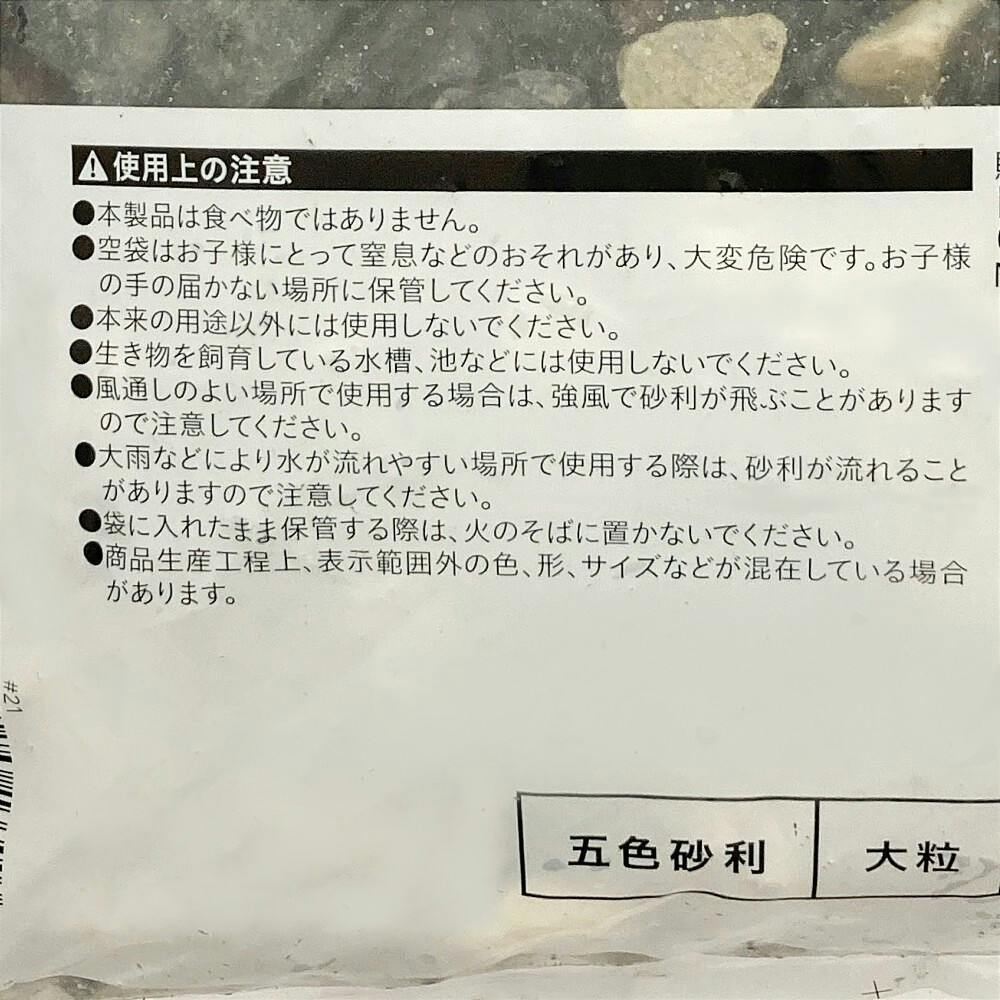 ⚠使用上の注意
●本製品は食べ物ではありません。
●空袋はお子様にとって窒息などのおそれがあり、大変危険です。お子様
の手の届かない場所に保管してください。
●本来の用途以外には使用しないでください。
●生き物を飼育している水槽、池などには使用しないでください。
●風通しのよい場所で使用する場合は、強風で砂利が飛ぶことがあります
ので注意してください。
●大雨などにより水が流れやすい場所で使用する際は、砂利が流れること
がありますので注意してください。
●袋に入れたまま保管する際は、火のそばに置かないでください。
●商品生産工程上、表示範囲外の色、形、サイズなどが混在している場合
があります。
#21
五色砂利 大粒